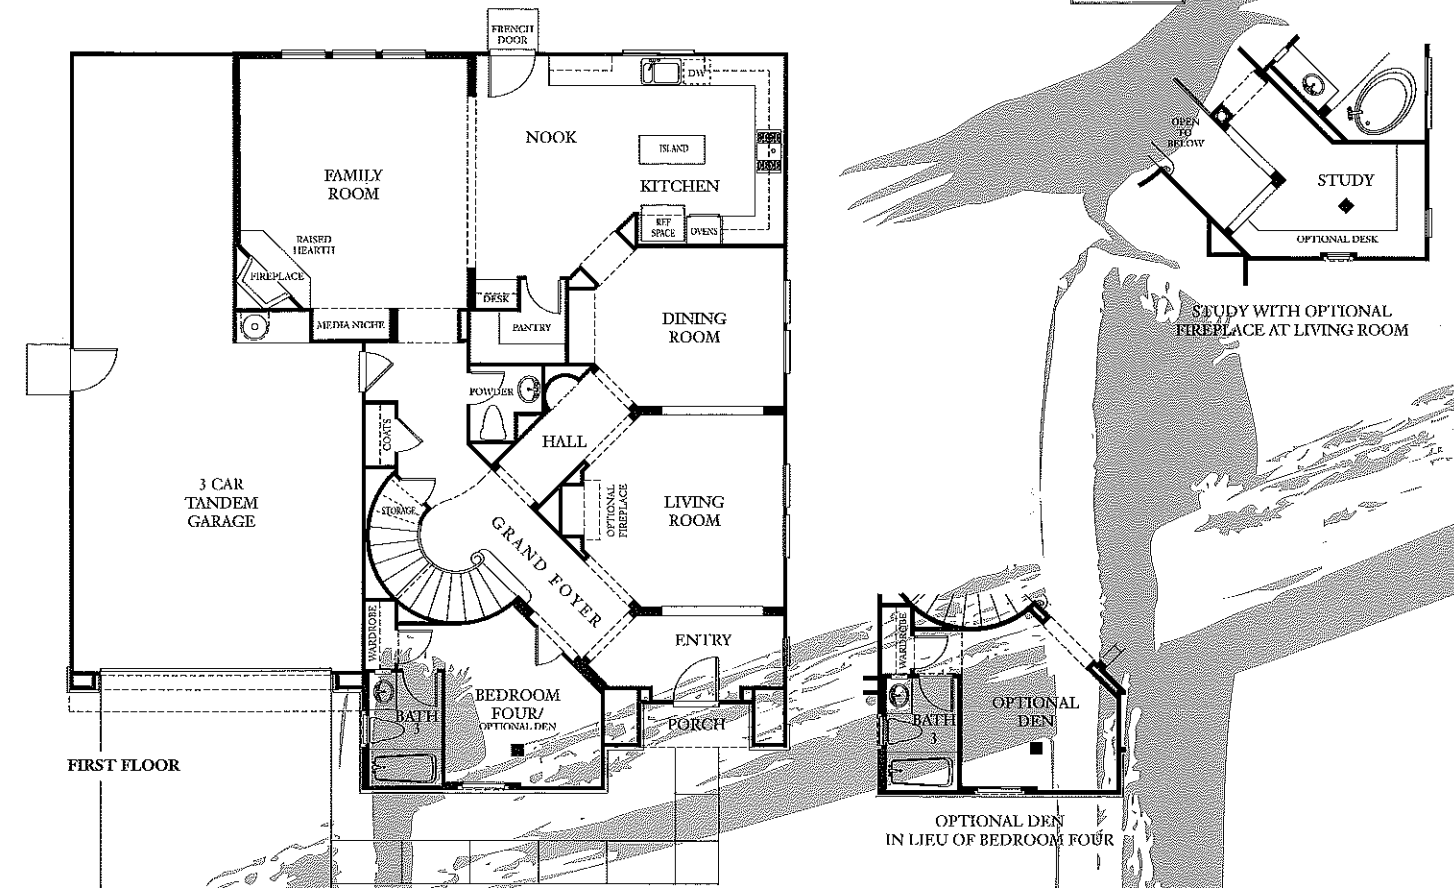 FRENCH
DOOR
DW
NOOK
ISLAND
KITCHEN
FAMILY
ROOM
REF
SPACE
OVENS
RAISED
HEARTH
FIREPLACE
DESK
MEDIA NICHE
PANTRY
DINING
ROOM
POWDER
COATS
HALL
3 CAR
TANDEM
GARAGE
STORAGE
GRAND FOYER
OPTIONAL
FIREPLACE
LIVING
ROOM
WARDROBE
ENTRY
BEDROOM
FOUR/
OPTIONAL DEN
BATH
3
PORCH
FIRST FLOOR
OPEN
TO
BELOW
STUDY
OPTIONAL DESK
STUDY WITH OPTIONAL
FIREPLACE AT LIVING ROOM
WARDROBE
OPTIONAL
DEN
BATH
3
OPTIONAL DEN
IN LIEU OF BEDROOM FOUR